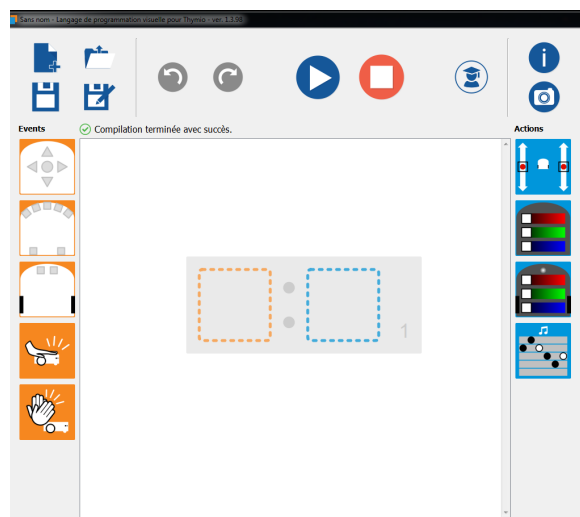 Sans nom - Langage de programmation visuelle pour Thymio - ver. 1.3.98
Events
Compilation terminée avec succès.
Actions
1